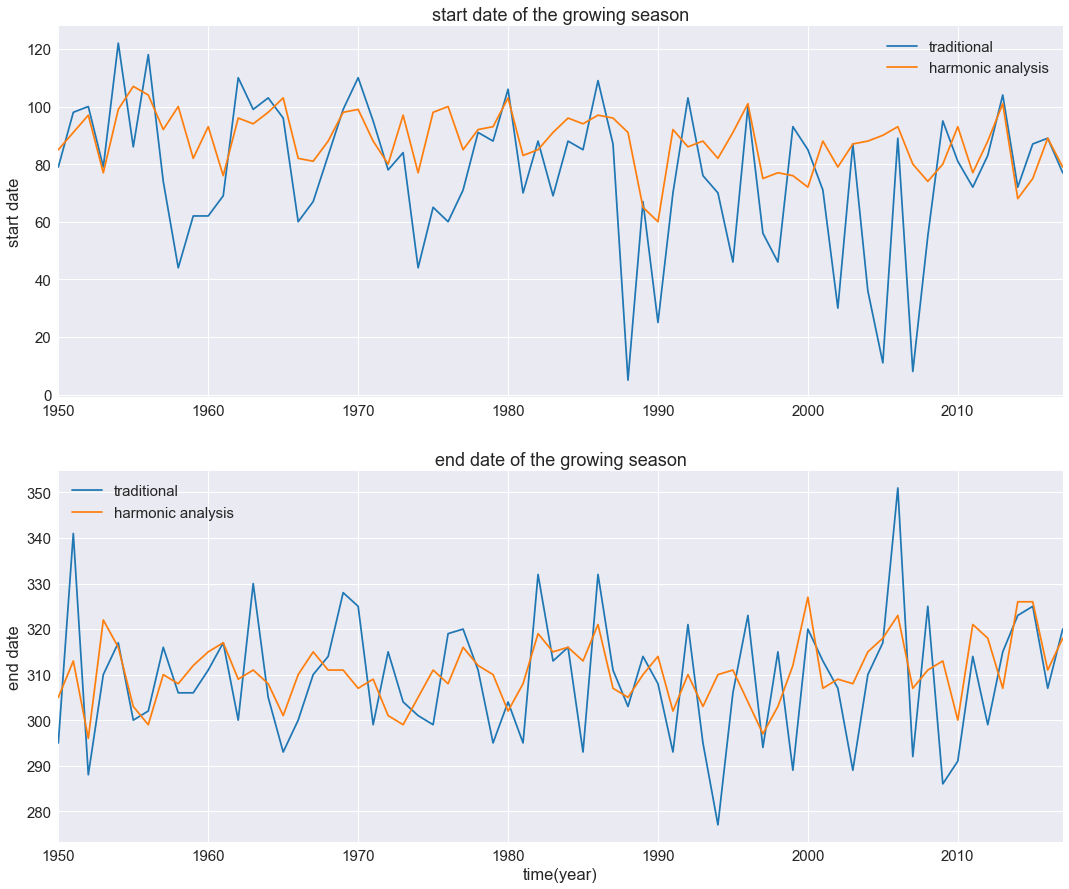 start date of the growing season
traditional
harmonic analysis
start date
120
100
80
60
40
20
0
1950 1960 1970 1980 1990 2000 2010
end date of the growing season
traditional
harmonic analysis
end date
350
340
330
320
310
300
290
280
1950 1960 1970 1980 1990 2000 2010
time(year)